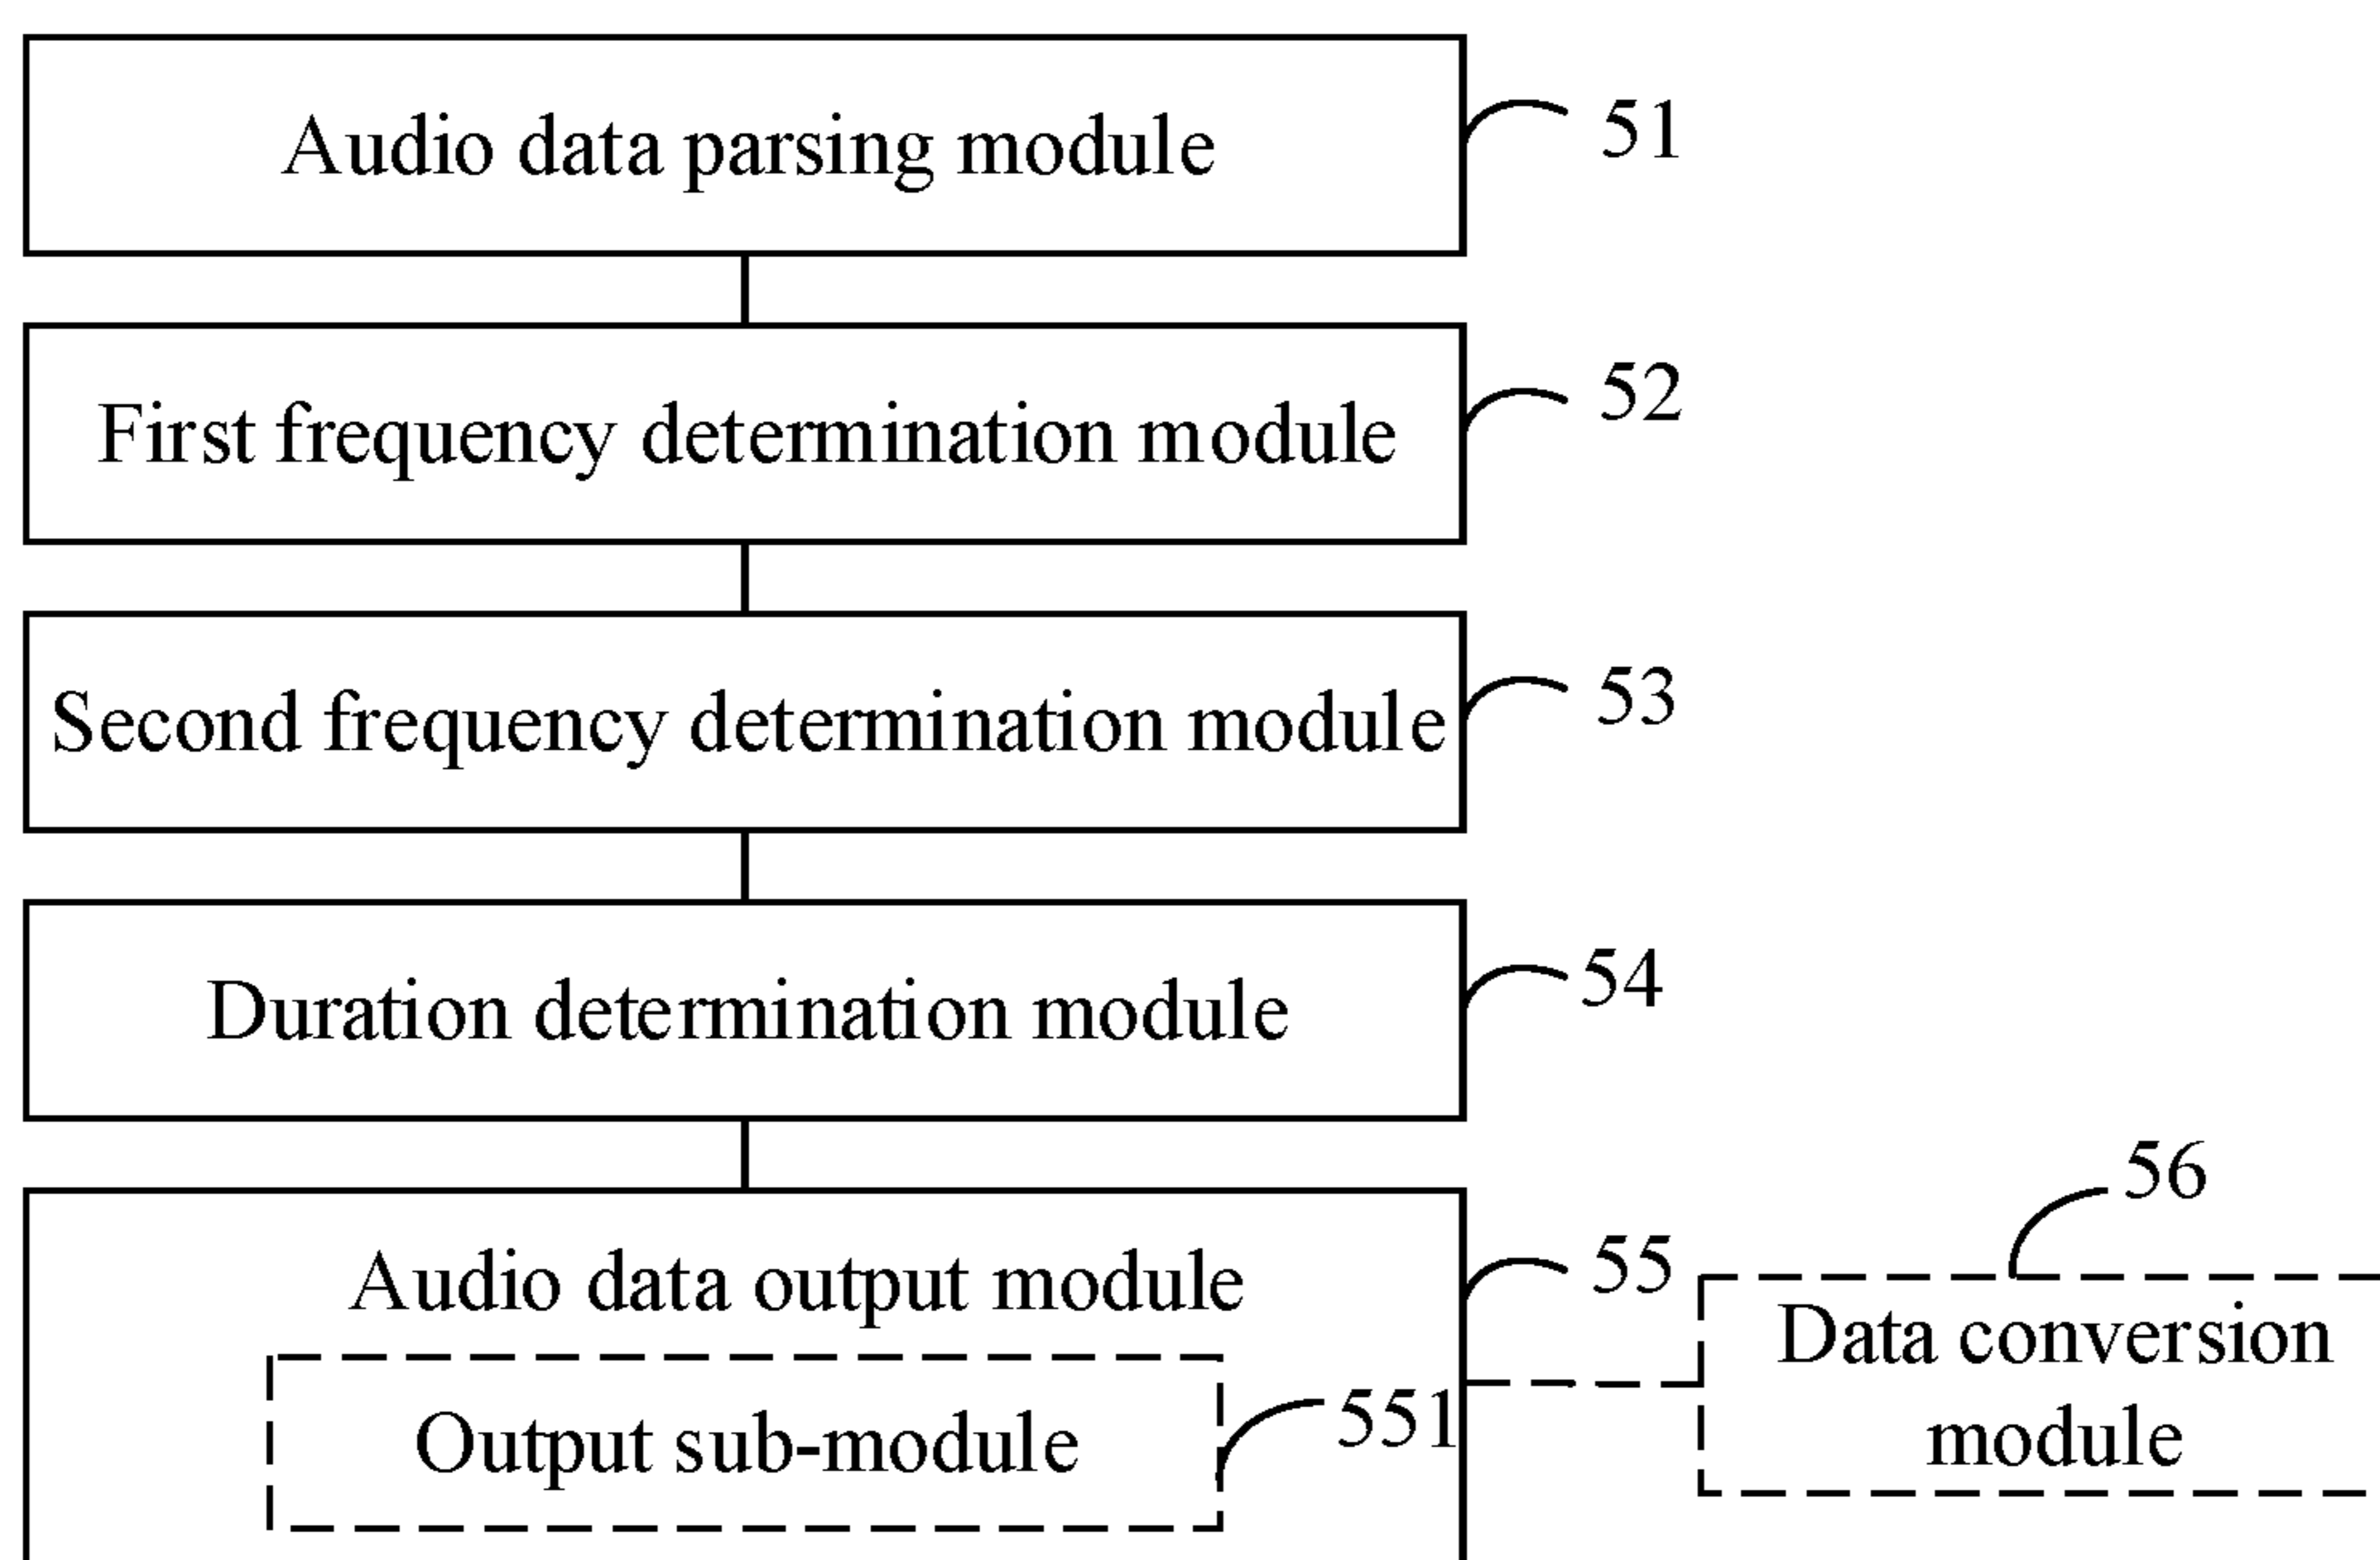 Audio data parsing module
51
First frequency determination module
52
Second frequency determination module
53
Duration determination module
54
Audio data output module
55
Output sub-module
551
56
Data conversion
module